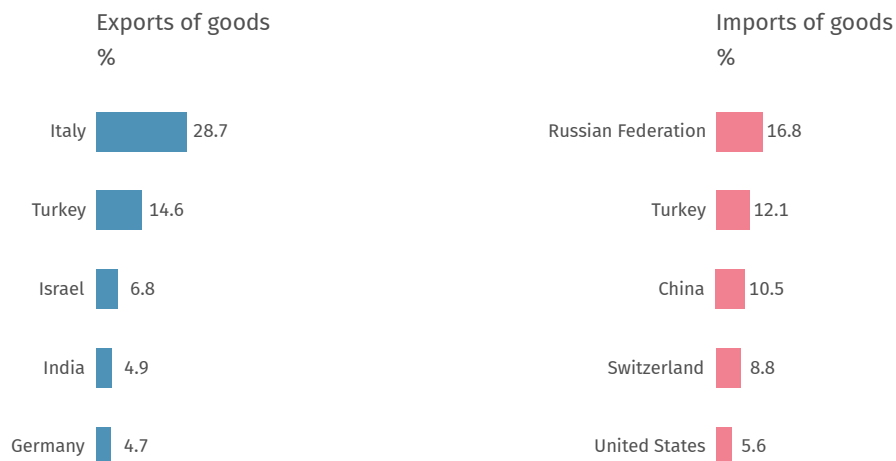 Exports of goods
%
Italy 28.7
Turkey 14.6
Israel 6.8
India 4.9
Germany 4.7
Imports of goods
%
Russian Federation 16.8
Turkey 12.1
China 10.5
Switzerland 8.8
United States 5.6